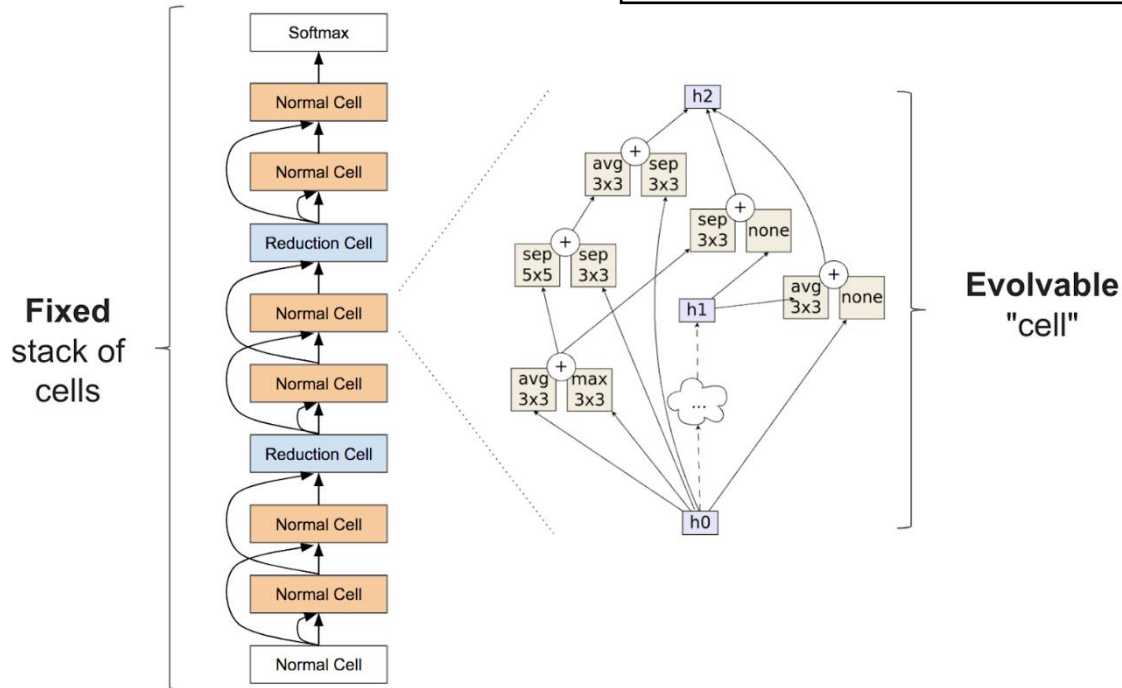 Fixed
stack of
cells
Softmax
Normal Cell
Normal Cell
Reduction Cell
Normal Cell
Normal Cell
Reduction Cell
Normal Cell
Normal Cell
Normal Cell
h2
+
avg
3x3
sep
3x3
+
sep
3x3
none
+
sep
5x5
sep
3x3
+
avg
3x3
none
h1
+
avg
3x3
max
3x3
...
h0
Evolvable
"cell"